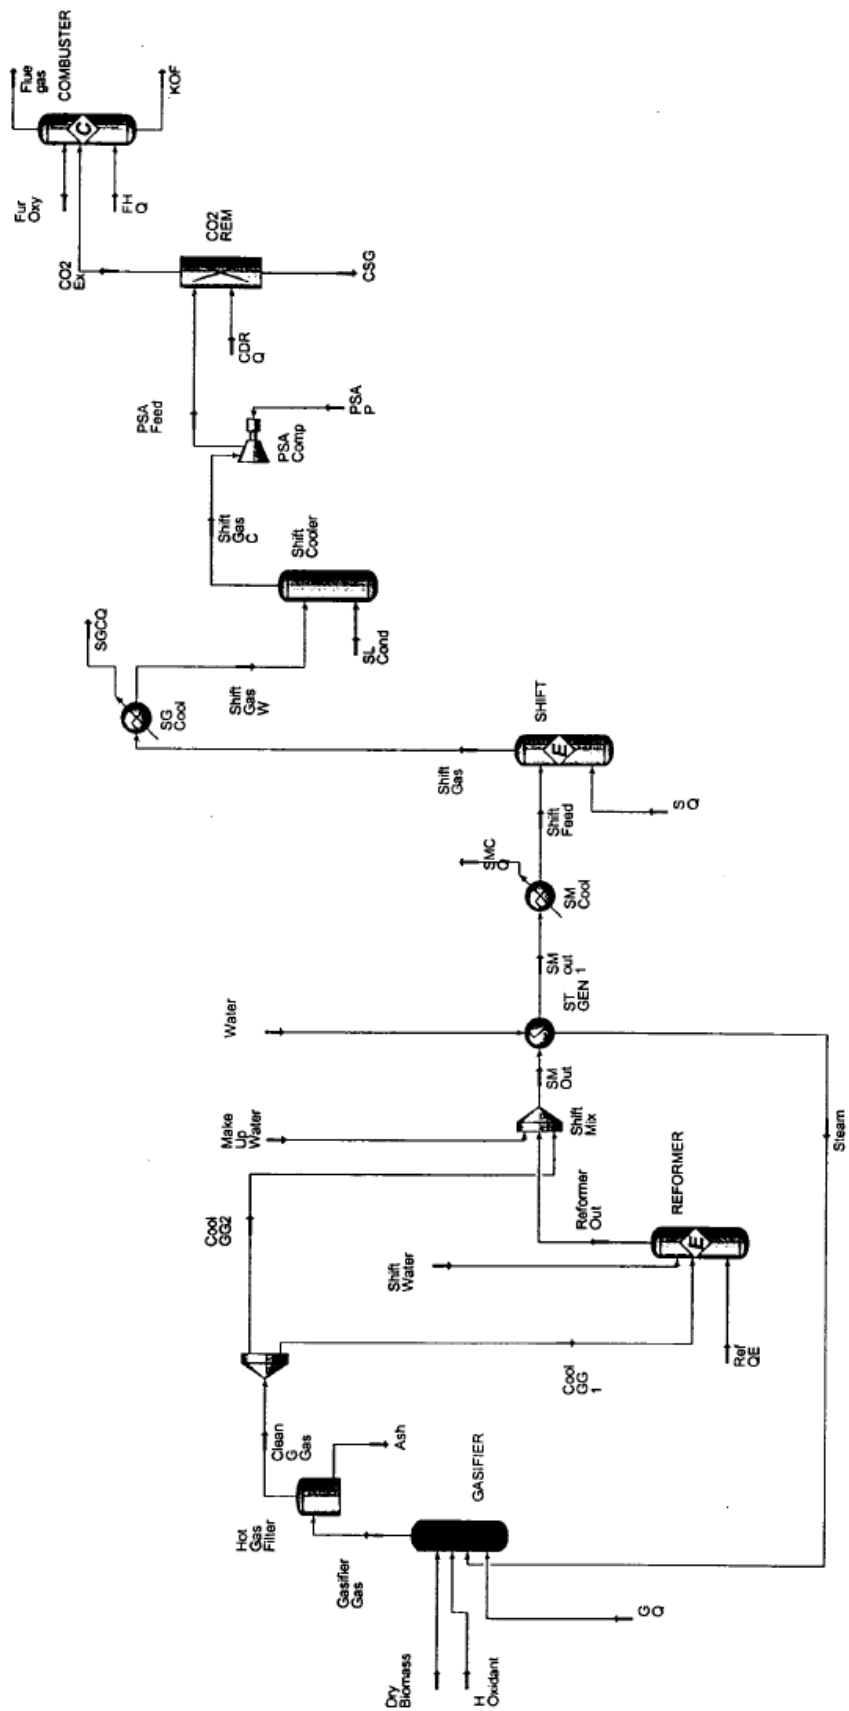 Flue
gas
COMBUSTER
KOF
Fur
Oxy
FH
Q
CO2
Ex
CO2
REM
CSG
CDR
Q
PSA
Feed
PSA
Comp
PSA
P
Shift
Gas
C
Shift
Cooler
SL
Cond
SGCQ
SG
Cool
Shift
Gas
W
Shift
Gas
SHIFT
S Q
Shift
Feed
SMC
Q
SM
Cool
SM
out
1
ST
GEN
Water
SM
Out
Make
Up
Water
Shift
Mix
Steam
Cool
GG2
Reformer
Out
REFORMER
Shift
Water
Ref
QE
Cool
GG
1
Clean
G
Gas
Ash
Hot
Gas
Filter
GASIFIER
Gasifier
Gas
G Q
Dry
Biomass
H
Oxidant
C
E
E